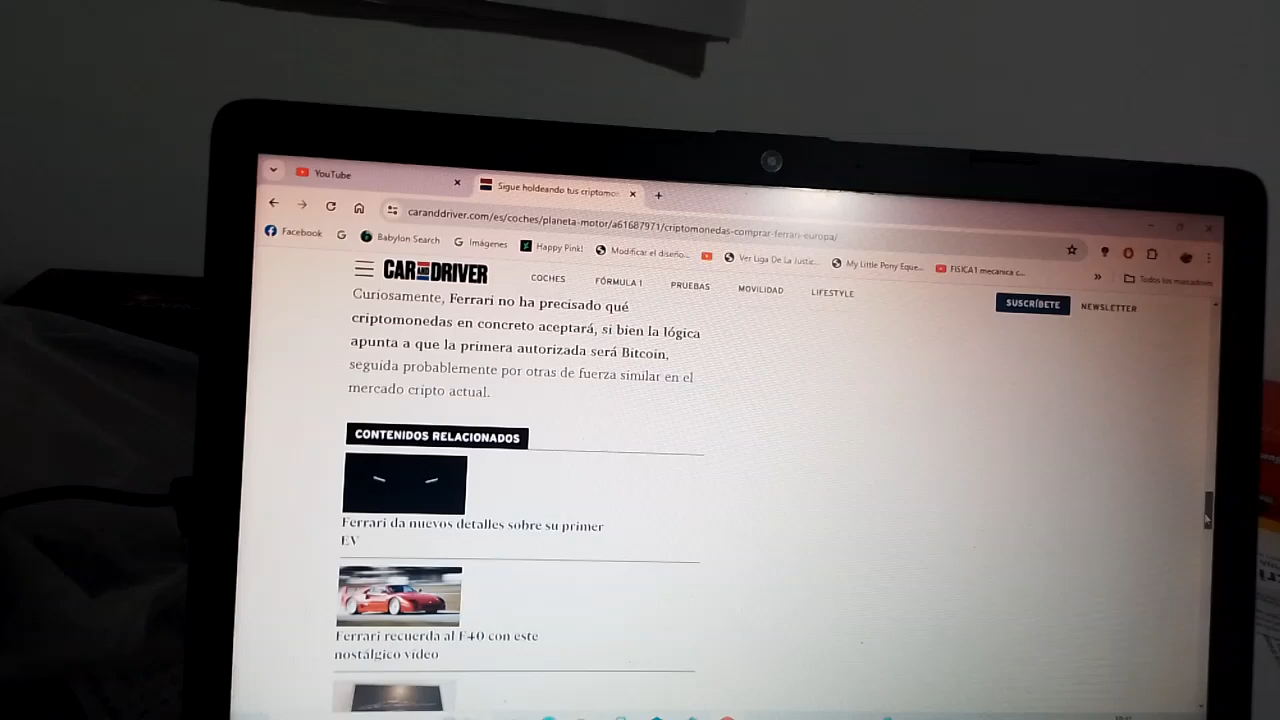 YouTube
Sigue holdeando tus criptomo
caranddriver.com/es/coches/planeta-motor/a61687971/criptomonedas-comprar-ferrari-europa/
Facebook
Babylon Search
Imágenes
Happy Pink!
Modificar el diseño...
Ver Liga De La Justic...
My Little Pony Eque...
FISICA1 mecanica c...
»
Todos los marcadores
CAR AND DRIVER
COCHES
FÓRMULA 1
PRUEBAS
MOVILIDAD
LIFESTYLE
SUSCRÍBETE
NEWSLETTER
Curiosamente, Ferrari no ha precisado qué
criptomonedas en concreto aceptará, si bien la lógica
apunta a que la primera autorizada será Bitcoin,
seguida probablemente por otras de fuerza similar en el
mercado cripto actual.
CONTENIDOS RELACIONADOS
Ferrari da nuevos detalles sobre su primer
EV
Ferrari recuerda al F40 con este
nostálgico vídeo